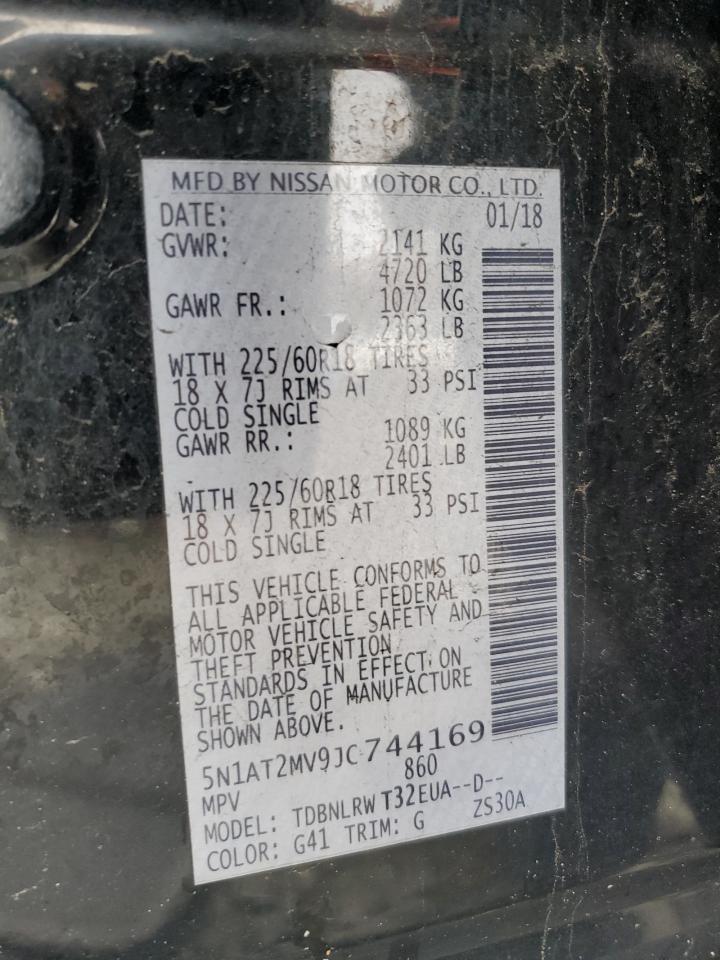 MFD BY NISSAN MOTOR CO., LTD.
DATE: 01/18
GVWR: 2141 KG
4720 LB
GAWR FR.: 1072 KG
2363 LB
WITH 225/60R18 TIRES
18 X 7J RIMS AT 33 PSI
COLD SINGLE
GAWR RR.: 1089 KG
2401 LB
WITH 225/60R18 TIRES
18 X 7J RIMS AT 33 PSI
COLD SINGLE
THIS VEHICLE CONFORMS TO
ALL APPLICABLE FEDERAL
MOTOR VEHICLE SAFETY AND
THEFT PREVENTION
STANDARDS IN EFFECT ON
THE DATE OF MANUFACTURE
SHOWN ABOVE.
5N1AT2MV9JC744169
MPV 860
MODEL: TDBNLRWT32EUA--D--
COLOR: G41 TRIM: G ZS30A